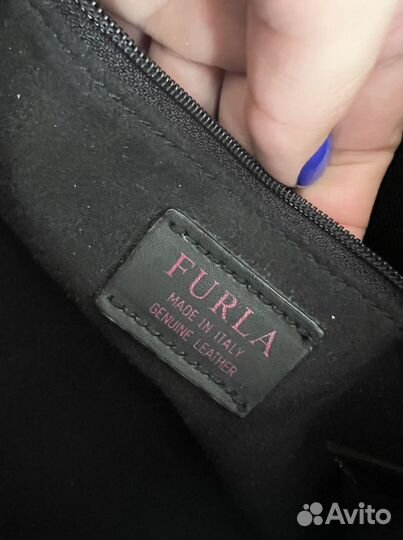 FURLA
MADE IN ITALY
GENUINE LEATHER
Avito